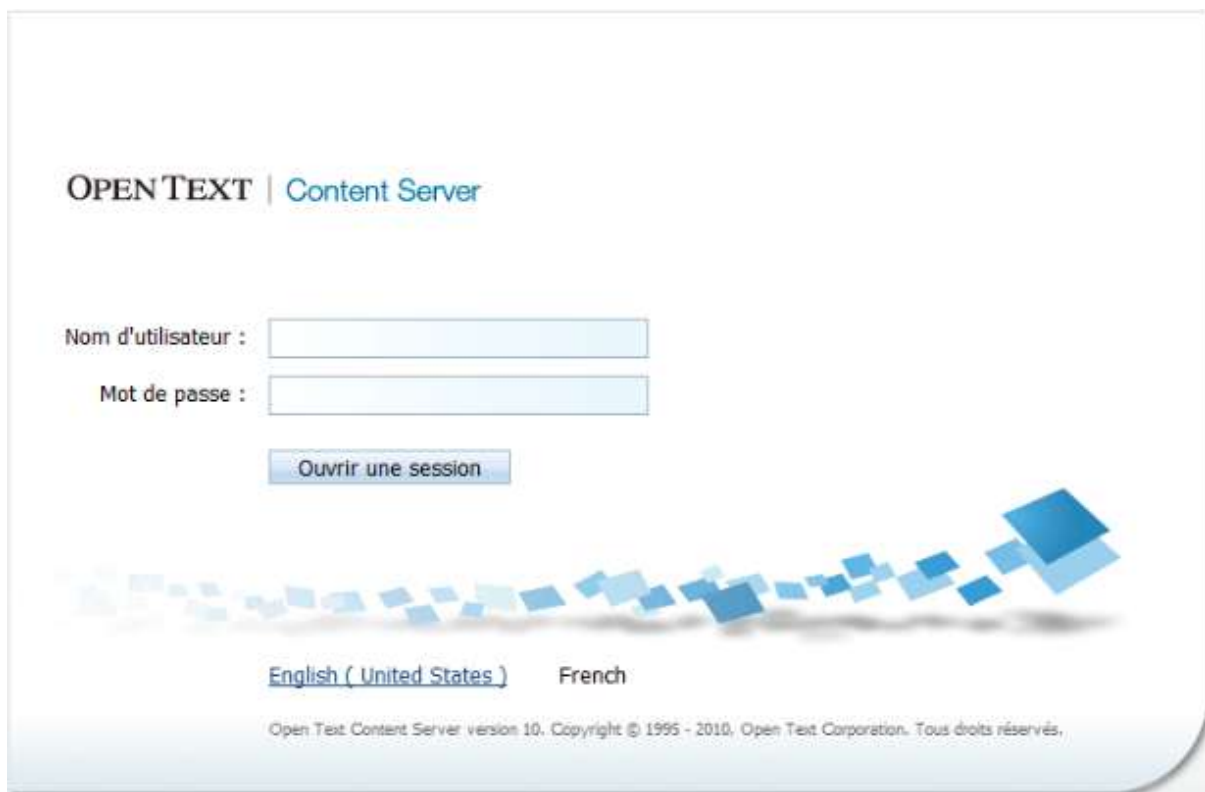 OPEN TEXT | Content Server
Nom d'utilisateur :
Mot de passe :
Ouvrir une session
English ( United States ) French
Open Text Content Server version 10. Copyright © 1995 - 2010, Open Text Corporation. Tous droits réservés.